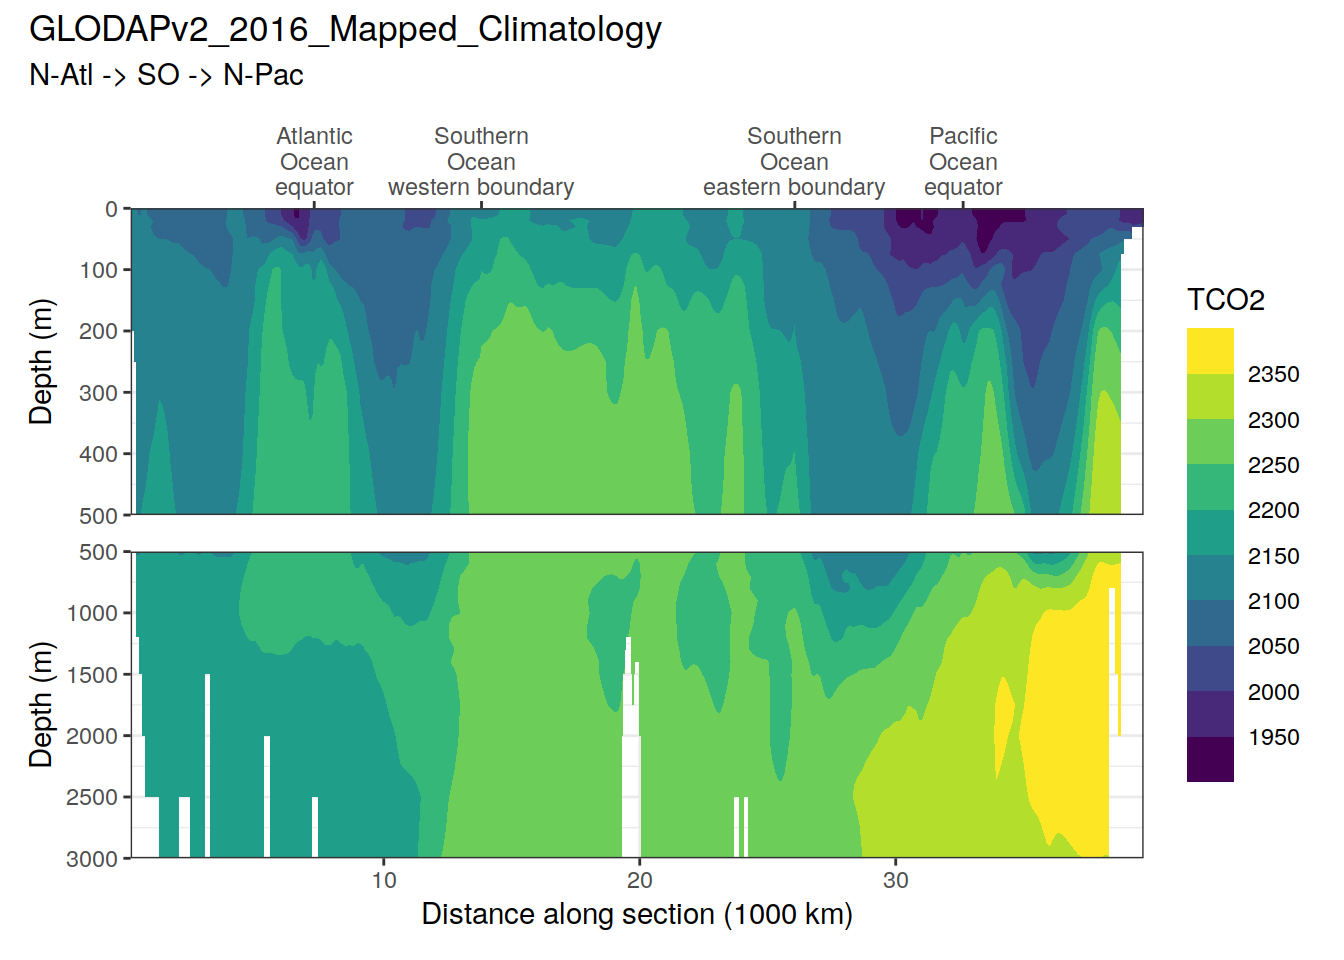 GLODAPv2_2016_Mapped_Climatology
N-Atl -> SO -> N-Pac
Atlantic
Ocean
equator
Southern
Ocean
western boundary
Southern
Ocean
eastern boundary
Pacific
Ocean
equator
Depth (m)
0
100
200
300
400
500
Depth (m)
500
1000
1500
2000
2500
3000
10
20
30
Distance along section (1000 km)
TCO2
2350
2300
2250
2200
2150
2100
2050
2000
1950